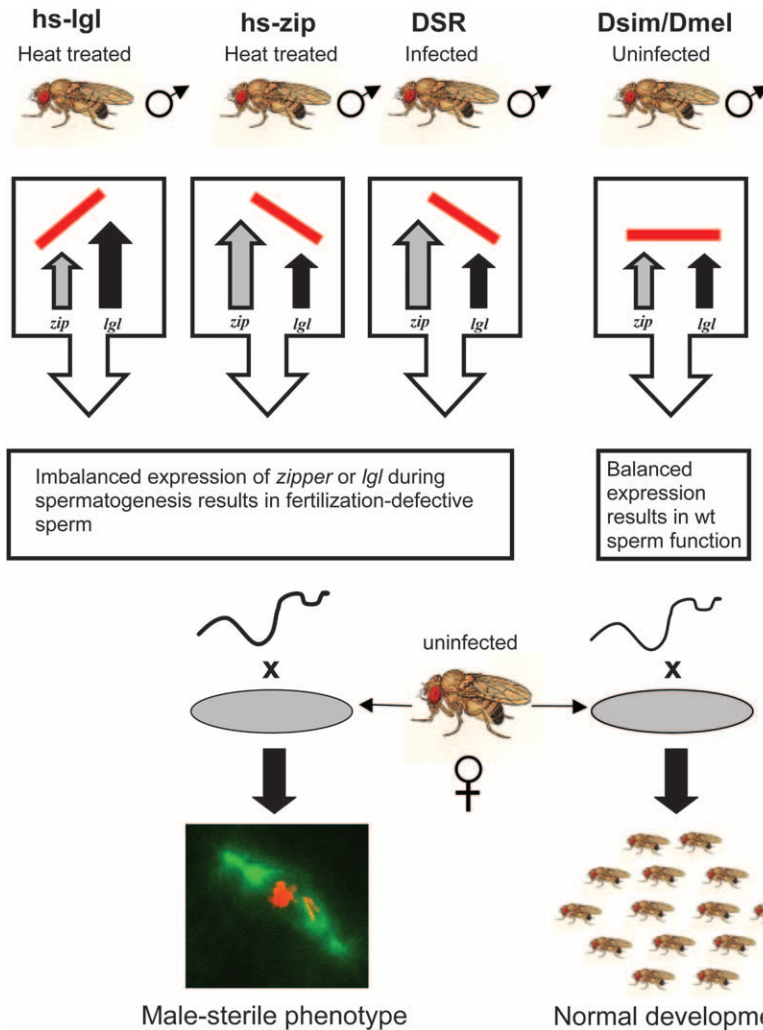 hs-lgl hs-zip DSR Dsim/Dmel
Heat treated Heat treated Infected Uninfected
zip lgl zip lgl zip lgl zip lgl
Imbalanced expression of zipper or lgl during
spermatogenesis results in fertilization-defective
sperm
Balanced
expression
results in wt
sperm function
uninfected
x x
Male-sterile phenotype Normal developme